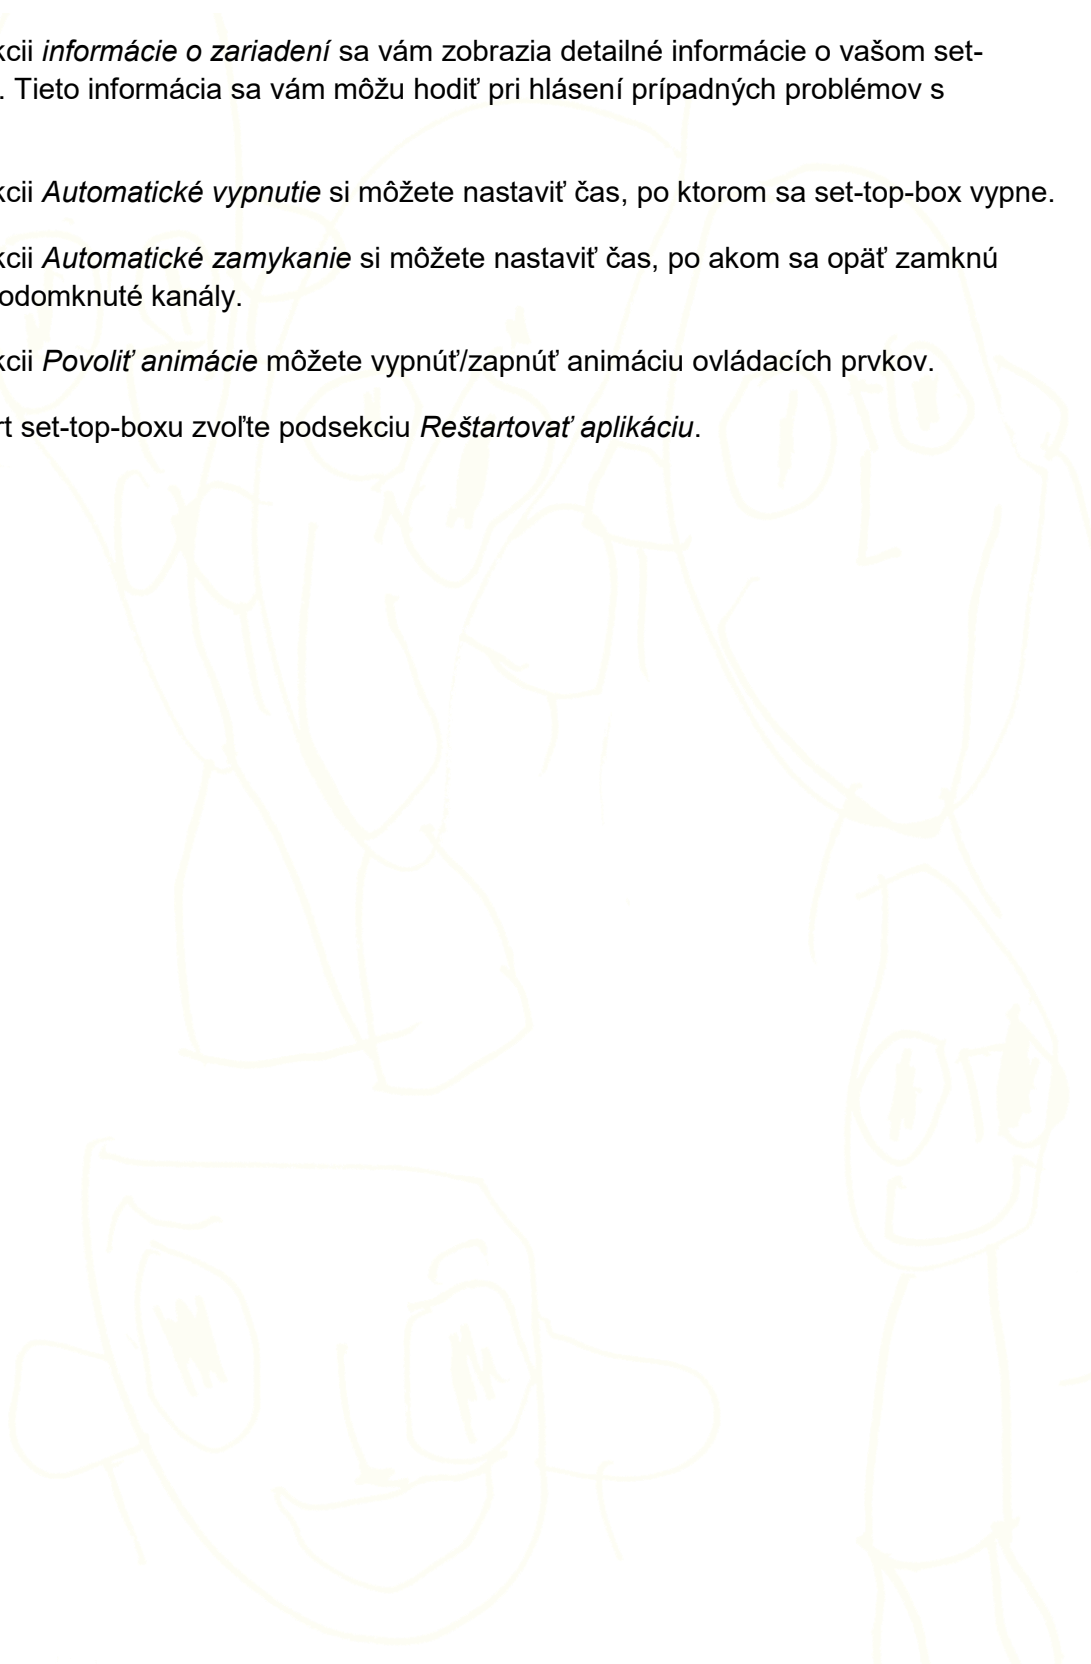 kcii informácie o zariadení sa vám zobrazia detailné informácie o vašom set-
. Tieto informácia sa vám môžu hodiť pri hlásení prípadných problémov s
kcii Automatické vypnutie si môžete nastaviť čas, po ktorom sa set-top-box vypne.
kcii Automatické zamykanie si môžete nastaviť čas, po akom sa opäť zamknú
odomknuté kanály.
kcii Povoliť animácie môžete vypnúť/zapnúť animáciu ovládacích prvkov.
rt set-top-boxu zvoľte podsekciu Reštartovať aplikáciu.